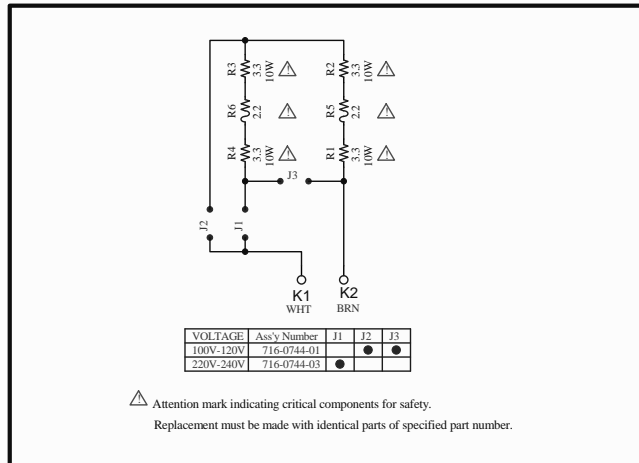 R3 3.3 10W
R2 3.3 10W
R6 2.2
R5 2.2
R4 3.3 10W
R1 3.3 10W
J3
J2
J1
K1 K2
WHT BRN
VOLTAGE Ass'y Number J1 J2 J3
100V-120V 716-0744-01 ● ●
220V-240V 716-0744-03 ●
Attention mark indicating critical components for safety.
Replacement must be made with identical parts of specified part number.